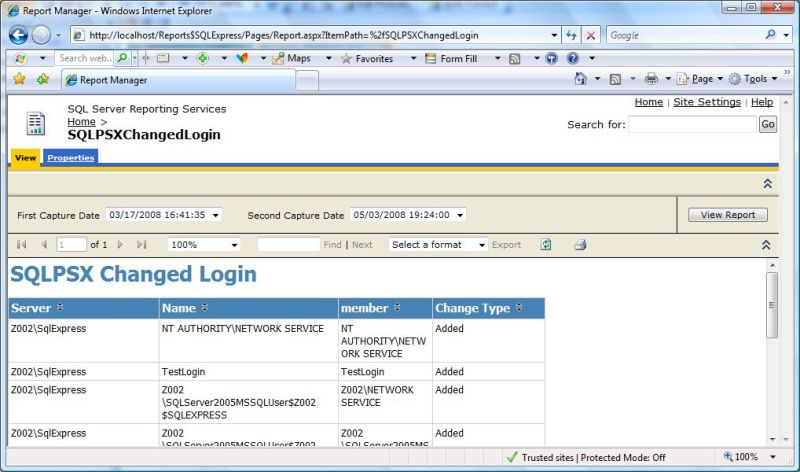 Report Manager - Windows Internet Explorer
http://localhost/Reports$SQLExpress/Pages/Report.aspx?ItemPath=%2fSQLPSXChangedLogin
Google
Search web...
Maps
Favorites
Form Fill
Report Manager
Page
Tools
SQL Server Reporting Services
Home >
SQLPSXChangedLogin
Home | Site Settings | Help
Search for:
Go
View
Properties
First Capture Date 03/17/2008 16:41:35
Second Capture Date 05/03/2008 19:24:00
View Report
1 of 1
100%
Find | Next
Select a format
Export
SQLPSX Changed Login
Server Name member Change Type
Z002\SqlExpress NT AUTHORITY\NETWORK SERVICE NT Added
AUTHORITY\NETW
ORK SERVICE
Z002\SqlExpress TestLogin TestLogin Added
Z002\SqlExpress Z002 Z002\NETWORK Added
\SQLServer2005MSSQLUser$Z002 SERVICE
$SQLEXPRESS
Z002\SqlExpress Z002 Z002 Added
\SQLServer2005MSSQLUser$Z002 \SQLServer2005MS
Trusted sites | Protected Mode: Off
100%